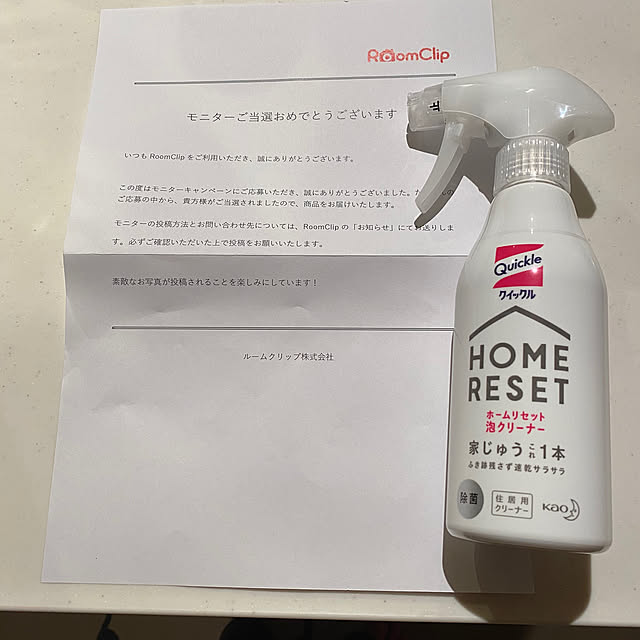 RoomClip
モニターご当選おめでとうございます
いつも RoomClip をご利用いただき、誠にありがとうございます。
この度はモニターキャンペーンにご応募いただき、誠にありがとうございました。た
もの
ご応募の中から、貴方様がご当選されましたので、商品をお届けいたします。
モニターの投稿方法とお問い合わせ先については、RoomClip の「お知らせ」にてお送りしま
す。必ずご確認いただいた上で投稿をお願いいたします。
素敵なお写真が投稿されることを楽しみにしています！
ルームクリップ株式会社
止
Quickle
クイックル
HOME
RESET
ホームリセット
泡クリーナー
家じゅうこれ1本
ふき跡残さず速乾サラサラ
除菌
住居用
クリーナー
Kao